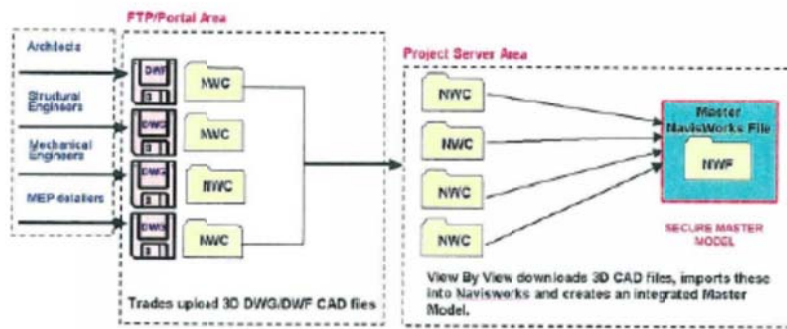 FTP/Portal Area
Project Server Area
Architects
Structural
Engineers
Mechanical
Engineers
MEP detailers
DWF
NWC
DWG
NWC
DWG
NWC
DWG
NWC
NWC
NWC
NWC
NWC
Master
NavisWorks File
NWF
SECURE MASTER
MODEL
Trades upload 3D DWG/DWF CAD files
View By View downloads 3D CAD files, imports these
into Navisworks and creates an integrated Master
Model.